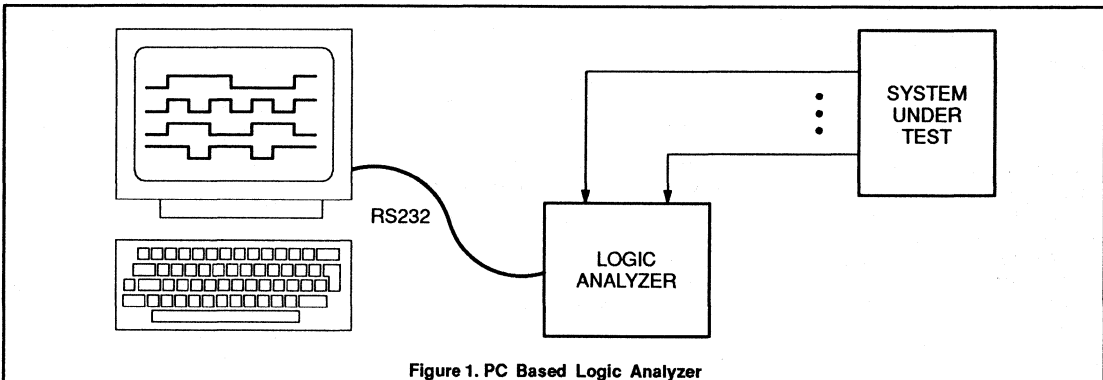 SYSTEM
UNDER
TEST
RS232
LOGIC
ANALYZER
Figure 1. PC Based Logic Analyzer